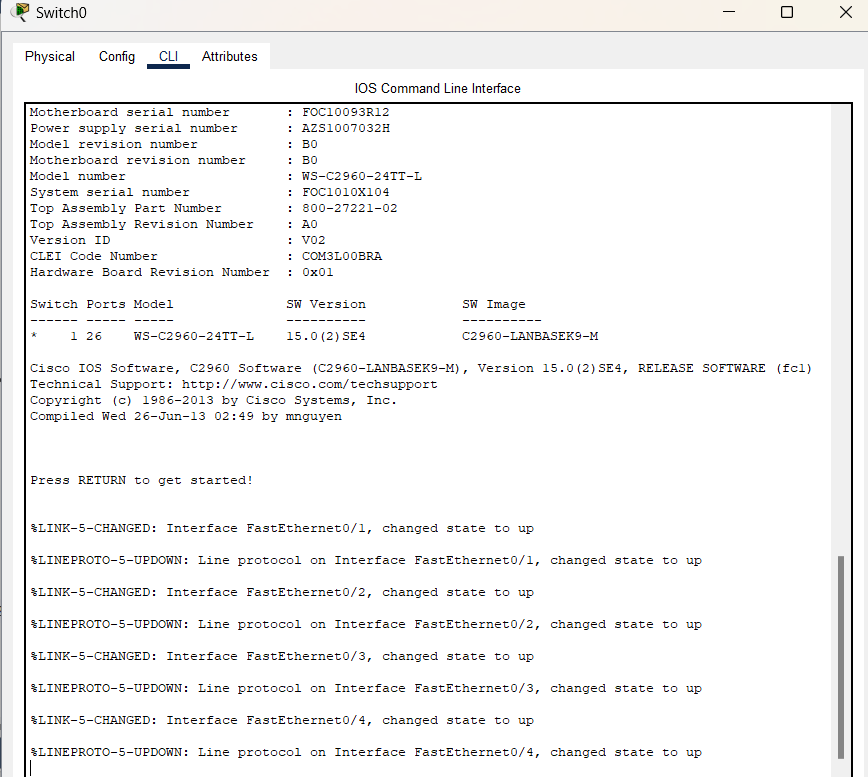 Switch0
Physical Config CLI Attributes
IOS Command Line Interface
Motherboard serial number       : FOC10093R12
Power supply serial number      : AZS1007032H
Model revision number           : B0
Motherboard revision number     : B0
Model number                    : WS-C2960-24TT-L
System serial number            : FOC1010X104
Top Assembly Part Number        : 800-27221-02
Top Assembly Revision Number    : A0
Version ID                      : V02
CLEI Code Number                : COM3L00BRA
Hardware Board Revision Number  : 0x01
Switch Ports Model              SW Version            SW Image
------ ----- -----              ----------            ----------
*    1 26    WS-C2960-24TT-L    15.0(2)SE4            C2960-LANBASEK9-M
Cisco IOS Software, C2960 Software (C2960-LANBASEK9-M), Version 15.0(2)SE4, RELEASE SOFTWARE (fc1)
Technical Support: http://www.cisco.com/techsupport
Copyright (c) 1986-2013 by Cisco Systems, Inc.
Compiled Wed 26-Jun-13 02:49 by mnguyen
Press RETURN to get started!
%LINK-5-CHANGED: Interface FastEthernet0/1, changed state to up
%LINEPROTO-5-UPDOWN: Line protocol on Interface FastEthernet0/1, changed state to up
%LINK-5-CHANGED: Interface FastEthernet0/2, changed state to up
%LINEPROTO-5-UPDOWN: Line protocol on Interface FastEthernet0/2, changed state to up
%LINK-5-CHANGED: Interface FastEthernet0/3, changed state to up
%LINEPROTO-5-UPDOWN: Line protocol on Interface FastEthernet0/3, changed state to up
%LINK-5-CHANGED: Interface FastEthernet0/4, changed state to up
%LINEPROTO-5-UPDOWN: Line protocol on Interface FastEthernet0/4, changed state to up